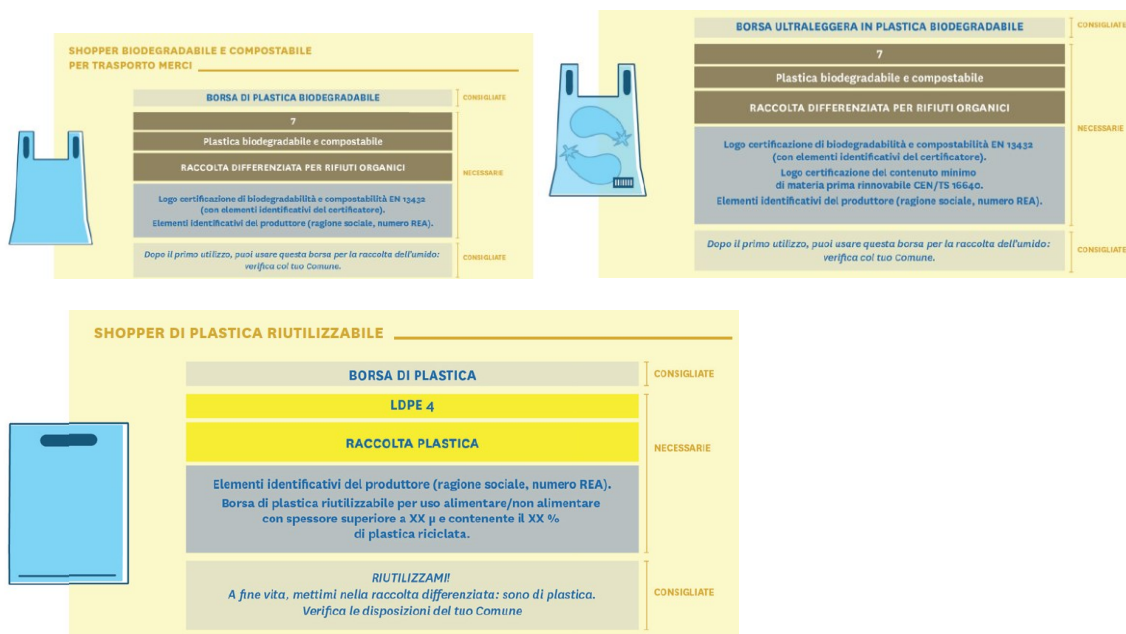 SHOPPER BIODEGRADABILE E COMPOSTABILE
PER TRASPORTO MERCI
BORSA DI PLASTICA BIODEGRADABILE
CONSIGLIATE
7
Plastica biodegradabile e compostabile
RACCOLTA DIFFERENZIATA PER RIFIUTI ORGANICI
NECESSARIE
Logo certificazione di biodegradabilità e compostabilità EN 13432
(con elementi identificativi del certificatore).
Elementi identificativi del produttore (ragione sociale, numero REA).
Dopo il primo utilizzo, puoi usare questa borsa per la raccolta dell'umido:
verifica col tuo Comune.
CONSIGLIATE
BORSA ULTRALEGGERA IN PLASTICA BIODEGRADABILE
CONSIGLIATE
7
Plastica biodegradabile e compostabile
RACCOLTA DIFFERENZIATA PER RIFIUTI ORGANICI
NECESSARIE
Logo certificazione di biodegradabilità e compostabilità EN 13432
(con elementi identificativi del certificatore).
Logo certificazione del contenuto minimo
di materia prima rinnovabile CEN/TS 16640.
Elementi identificativi del produttore (ragione sociale, numero REA).
Dopo il primo utilizzo, puoi usare questa borsa per la raccolta dell'umido:
verifica col tuo Comune.
CONSIGLIATE
SHOPPER DI PLASTICA RIUTILIZZABILE
BORSA DI PLASTICA
CONSIGLIATE
LDPE 4
RACCOLTA PLASTICA
NECESSARIE
Elementi identificativi del produttore (ragione sociale, numero REA).
Borsa di plastica riutilizzabile per uso alimentare/non alimentare
con spessore superiore a XX µ e contenente il XX %
di plastica riciclata.
RIUTILIZZAMI!
A fine vita, mettimi nella raccolta differenziata: sono di plastica.
Verifica le disposizioni del tuo Comune
CONSIGLIATE